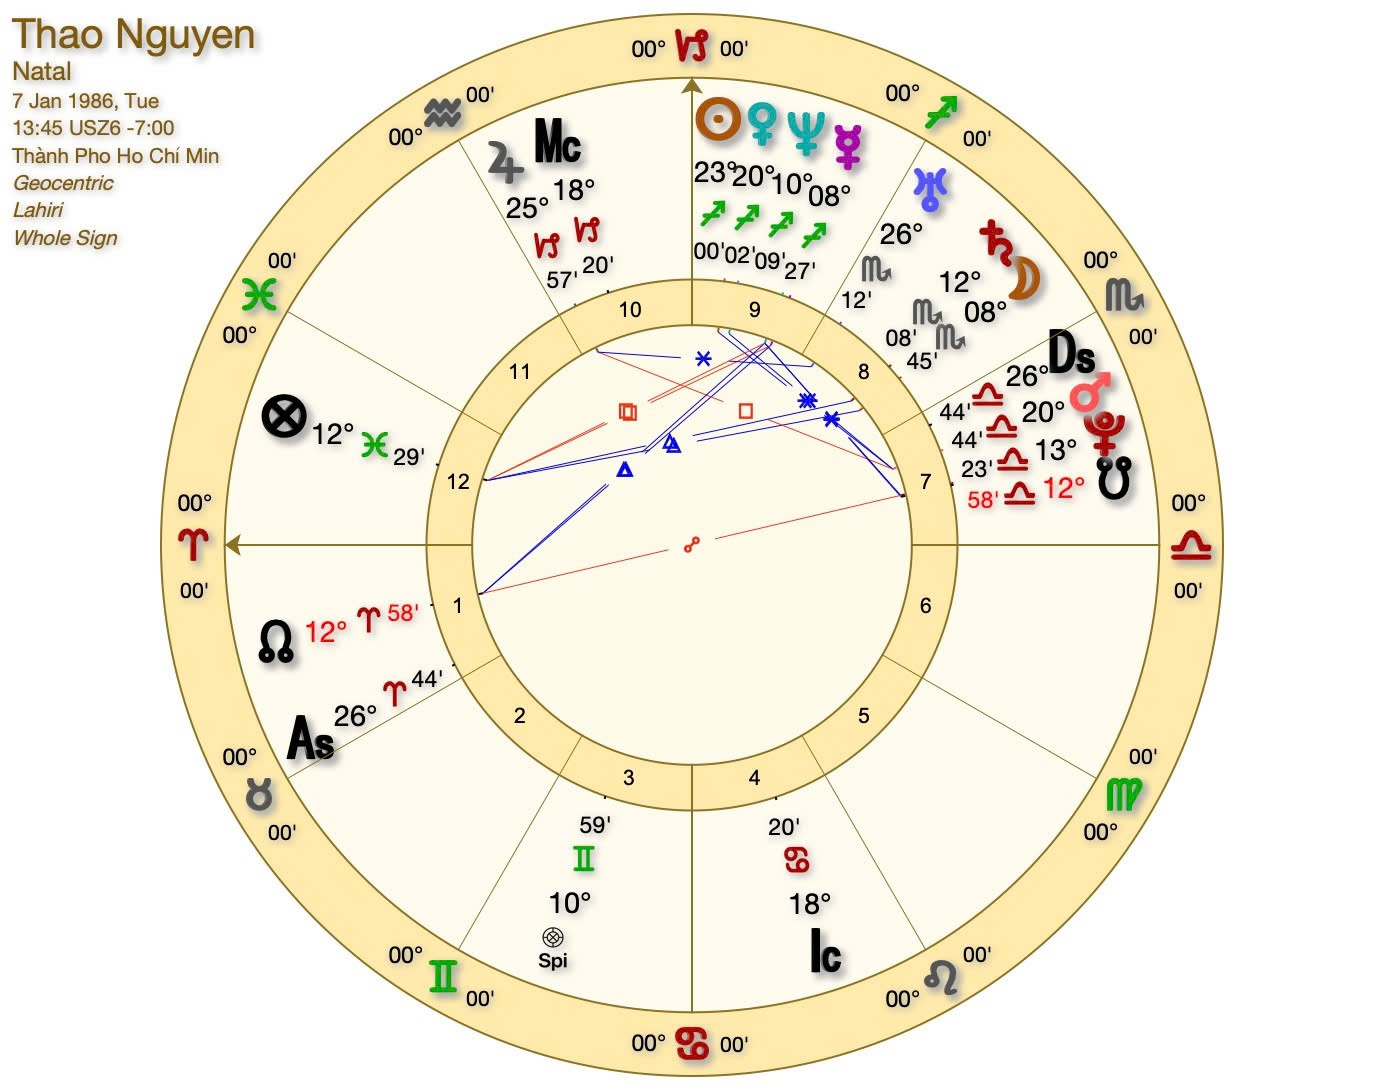 Thao Nguyen
Natal
7 Jan 1986, Tue
13:45 USZ6 -7:00
Thành Pho Ho Chí Min
Geocentric
Lahiri
Whole Sign
00° ♑ 00'
00° ♐ 00'
00° ♏ 00'
00° ♎ 00'
00' ♍ 00°
00' ♌ 00°
00° ♋ 00'
00° ♊ 00'
00° ♉ 00'
00° ♈ 00'
00' ♓ 00°
00' ♒ 00°
♃ 25° ♑ 57'
Mc 18° ♑ 20'
☉ 23° ♐ 00'
♀ 20° ♐ 02'
♆ 10° ♐ 09'
☿ 08° ♐ 27'
♅ 26° ♏ 12'
♄ 12° ♏ 08'
☽ 08° ♏ 45'
Ds 26° ♎ 44'
♂ 20° ♎ 44'
♇ 13° ♎ 23'
☋ 12° ♎ 58'
⊗ 12° ♓ 29'
☊ 12° ♈ 58'
As 26° ♈ 44'
59' ♊ 10° ⊗ Spi
20' ♋ 18° Ic
1
2
3
4
5
6
7
8
9
10
11
12